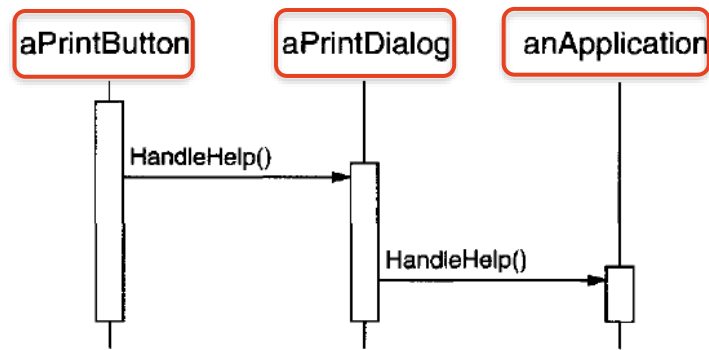 aPrintButton
aPrintDialog
anApplication
HandleHelp()
HandleHelp()